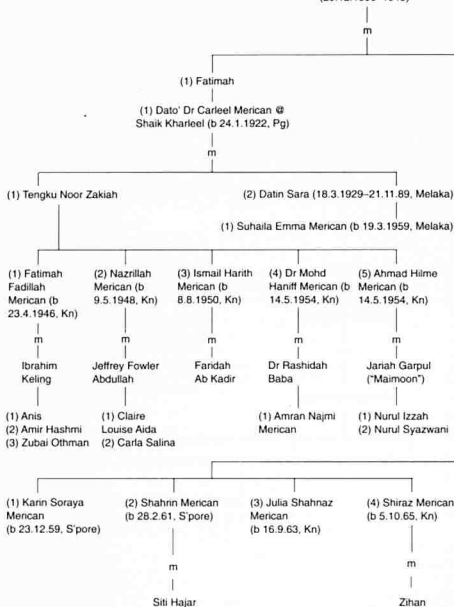 m
(1) Fatimah
(1) Dato' Dr Carleel Merican @
Shaik Kharleel (b 24.1.1922, Pg)
m
(1) Tengku Noor Zakiah
(2) Datin Sara (18.3.1929–21.11.89, Melaka)
(1) Suhaila Emma Merican (b 19.3.1959, Melaka)
(1) Fatimah
Fadillah
Merican (b
23.4.1946, Kn)
m
Ibrahim
Keling
(1) Anis
(2) Amir Hashmi
(3) Zubai Othman
(2) Nazrillah
Merican (b
9.5.1948, Kn)
m
Jeffrey Fowler
Abdullah
(1) Claire
Louise Aida
(2) Carla Salina
(3) Ismail Harith
Merican (b
8.8.1950, Kn)
m
Faridah
Ab Kadir
(4) Dr Mohd
Haniff Merican (b
14.5.1954, Kn)
m
Dr Rashidah
Baba
(1) Amran Najmi
Merican
(5) Ahmad Hilme
Merican (b
14.5.1954, Kn)
m
Jariah Garpul
("Maimoon")
(1) Nurul Izzah
(2) Nurul Syazwani
(1) Karin Soraya
Merican
(b 23.12.59, S'pore)
(2) Shahrin Merican
(b 28.2.61, S'pore)
m
Siti Hajar
(3) Julia Shahnaz
Merican
(b 16.9.63, Kn)
(4) Shiraz Merican
(b 5.10.65, Kn)
m
Zihan